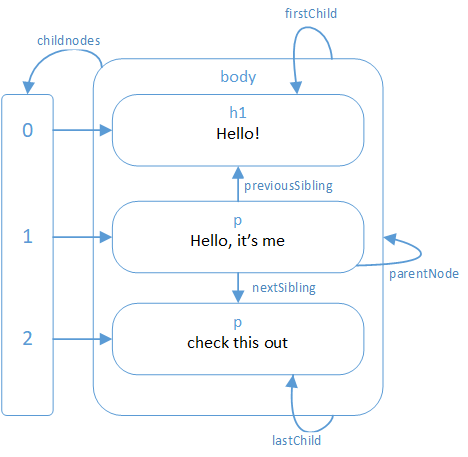 firstChild
childnodes
body
0
h1
Hello!
previousSibling
1
p
Hello, it's me
parentNode
nextSibling
2
p
check this out
lastChild